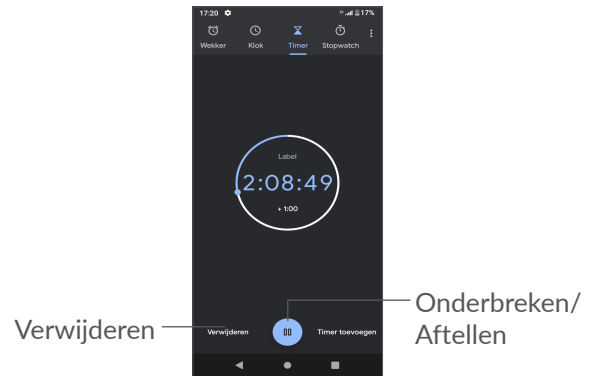 17:20 17%
Wekker Klok Timer Stopwatch
Label
2:08:49
+ 1:00
Onderbreken/
Aftellen
Verwijderen
Verwijderen Timer toevoegen